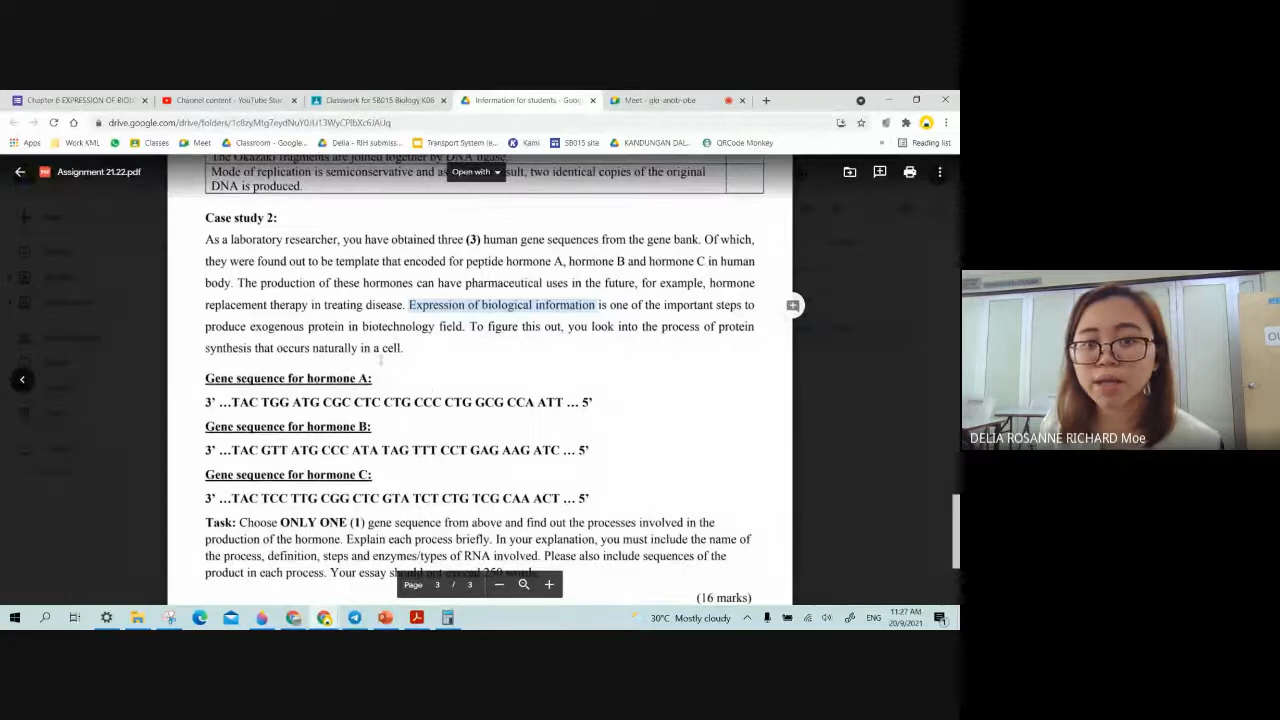 Chapter 6 EXPRESSION OF BIOL
Channel content - YouTube Stu
Classwork for SB015 Biology K06
Information for students - Goog
Meet - qkr-anob-oba
drive.google.com/drive/folders/1c8zyMtg7eydNuY0JU13WyCPlbXc6JAUq
Apps
Work KML
Classes
Meet
Classroom - Google...
Delia - RIH submiss...
Transport System (e...
Kami
SB015 site
KANDUNGAN DAL...
QRCode Monkey
Reading list
Assignment 21.22.pdf
Open with
The Okazaki fragments are joined together by DNA ligase.
Mode of replication is semiconservative and as sult, two identical copies of the original
DNA is produced.
Case study 2:
As a laboratory researcher, you have obtained three (3) human gene sequences from the gene bank. Of which,
they were found out to be template that encoded for peptide hormone A, hormone B and hormone C in human
body. The production of these hormones can have pharmaceutical uses in the future, for example, hormone
replacement therapy in treating disease. Expression of biological information is one of the important steps to
produce exogenous protein in biotechnology field. To figure this out, you look into the process of protein
synthesis that occurs naturally in a cell.
Gene sequence for hormone A:
3’ …TAC TGG ATG CGC CTC CTG CCC CTG GCG CCA ATT … 5’
Gene sequence for hormone B:
3’ …TAC GTT ATG CCC ATA TAG TTT CCT GAG AAG ATC … 5’
Gene sequence for hormone C:
3’ …TAC TCC TTG CGG CTC GTA TCT CTG TCG CAA ACT … 5’
Task: Choose ONLY ONE (1) gene sequence from above and find out the processes involved in the
production of the hormone. Explain each process briefly. In your explanation, you must include the name of
the process, definition, steps and enzymes/types of RNA involved. Please also include sequences of the
product in each process. Your essay should not exceed 250 words.
Page 3 / 3
(16 marks)
DELIA ROSANNE RICHARD Moe
30°C Mostly cloudy
ENG
11:27 AM
20/9/2021